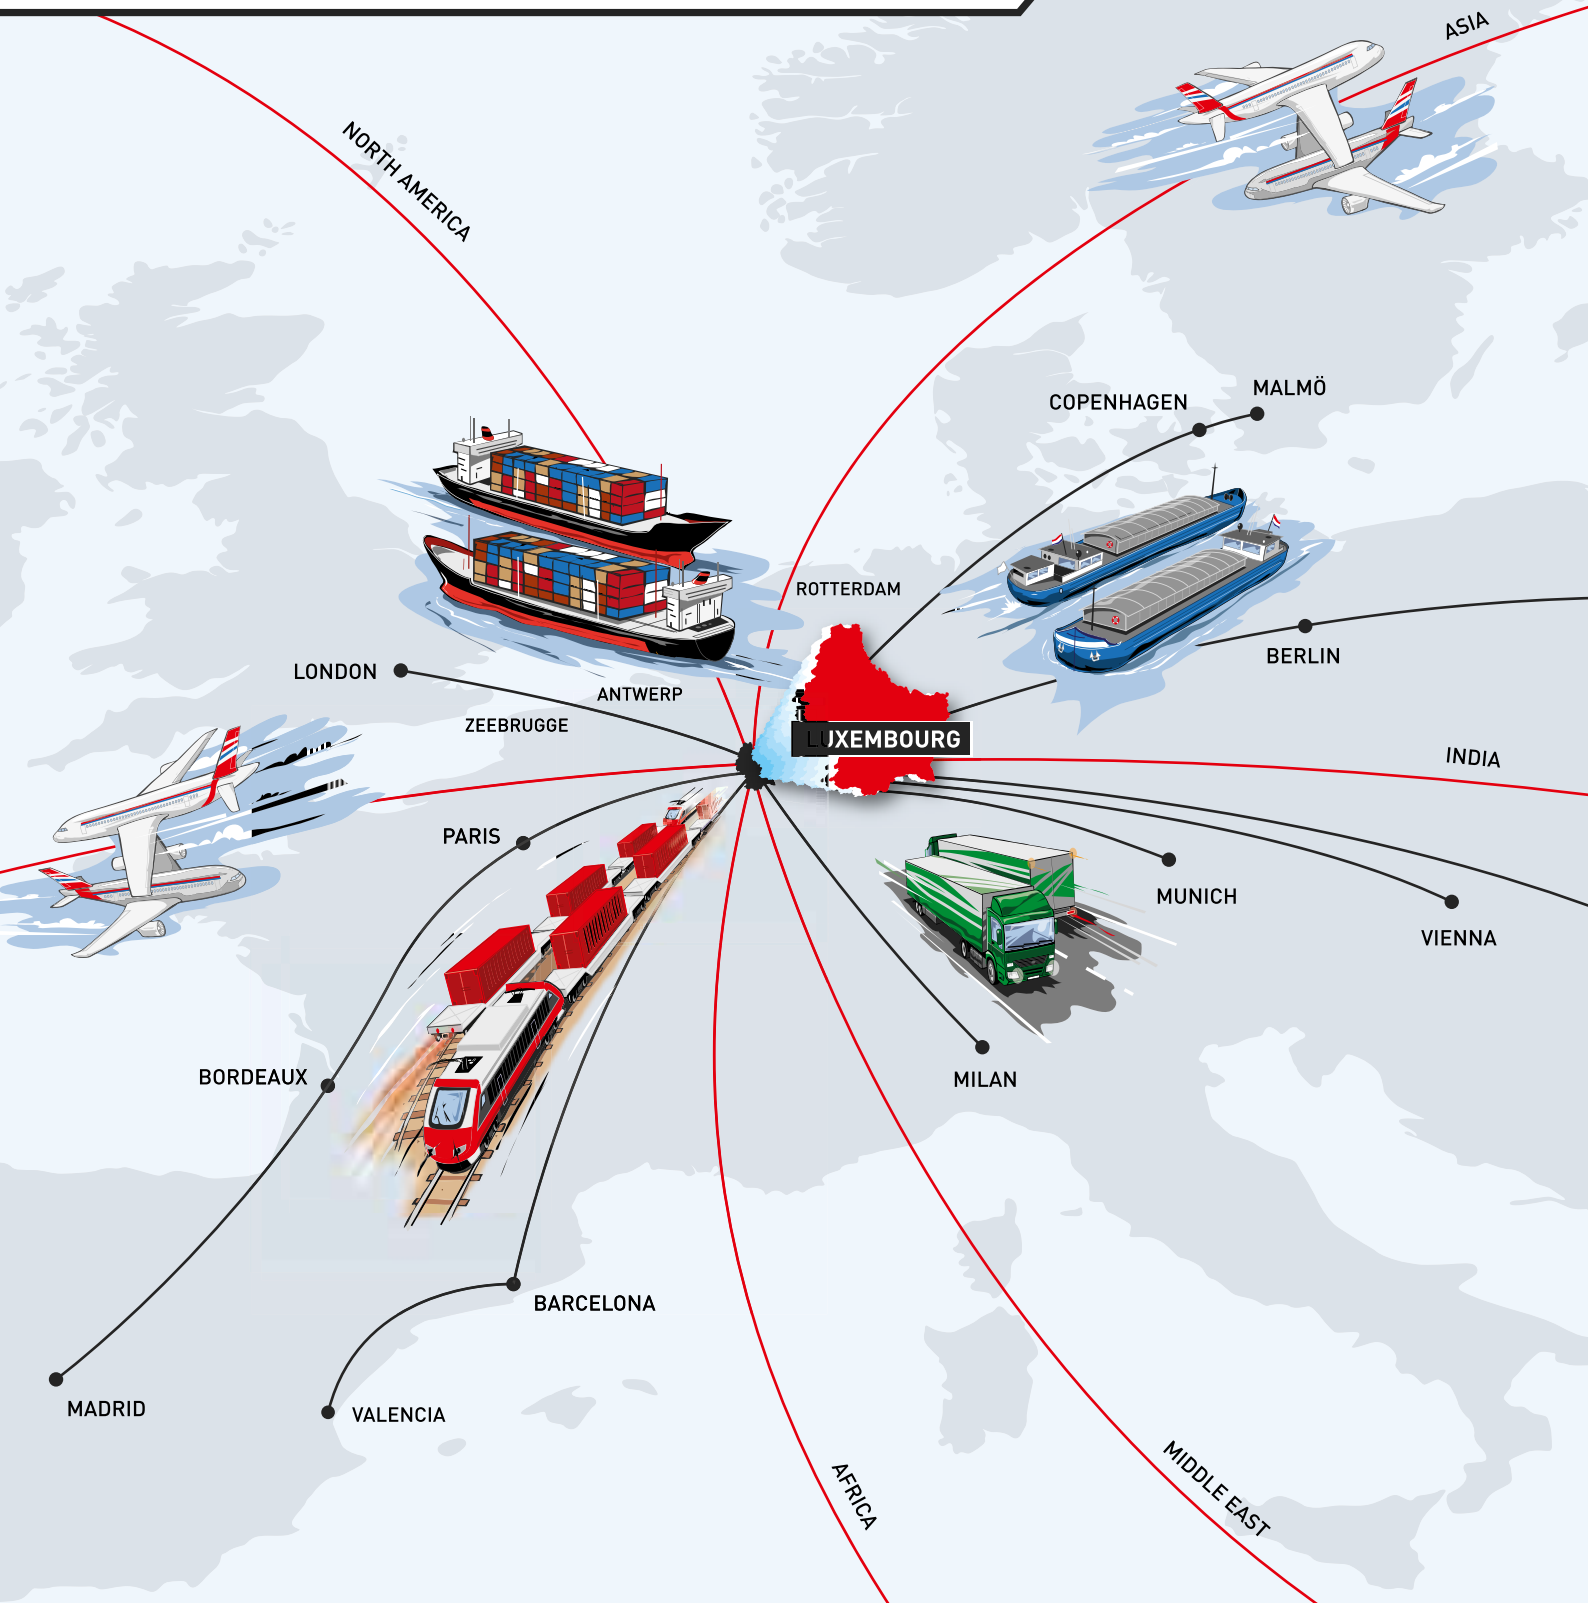 ASIA
NORTH AMERICA
MALMÖ
COPENHAGEN
ROTTERDAM
BERLIN
LONDON
ANTWERP
ZEEBRUGGE
LUXEMBOURG
INDIA
PARIS
MUNICH
VIENNA
BORDEAUX
MILAN
BARCELONA
MADRID
VALENCIA
AFRICA
MIDDLE EAST